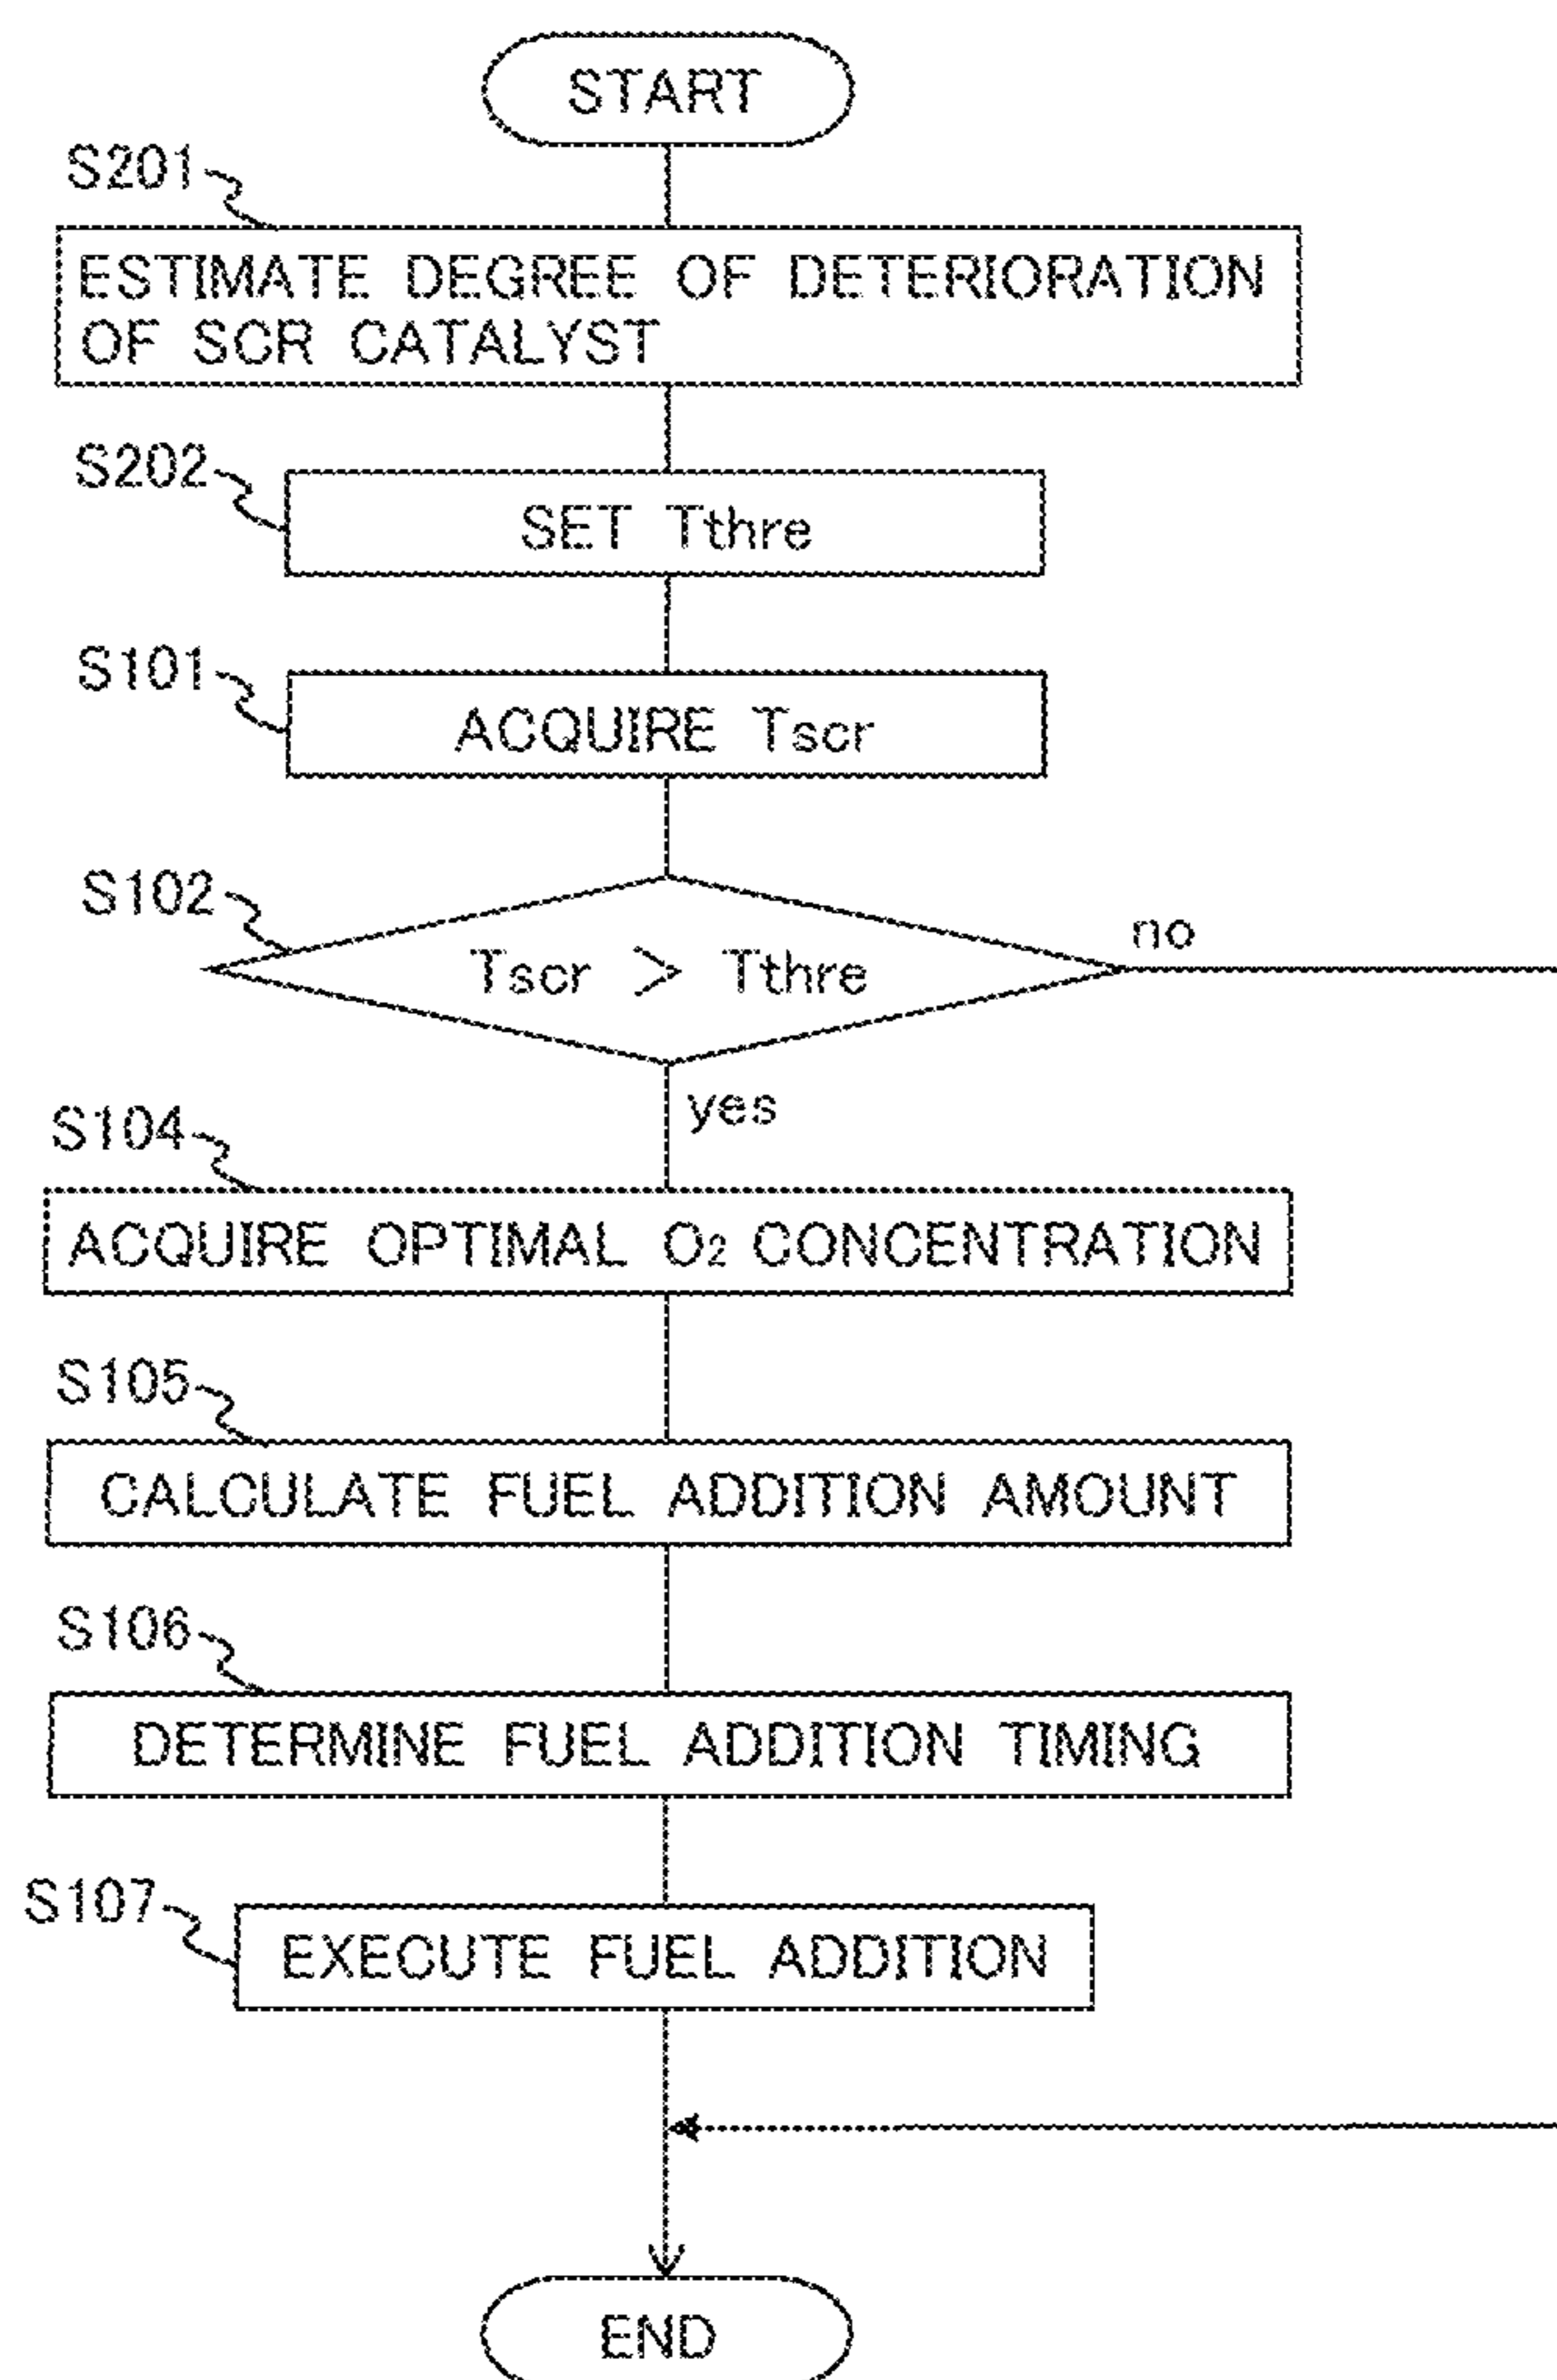 START
S201
ESTIMATE DEGREE OF DETERIORATION
OF SCR CATALYST
S202
SET Tthre
S101
ACQUIRE Tscr
S102
Tscr > Tthre
no
yes
S104
ACQUIRE OPTIMAL O2 CONCENTRATION
S105
CALCULATE FUEL ADDITION AMOUNT
S106
DETERMINE FUEL ADDITION TIMING
S107
EXECUTE FUEL ADDITION
END